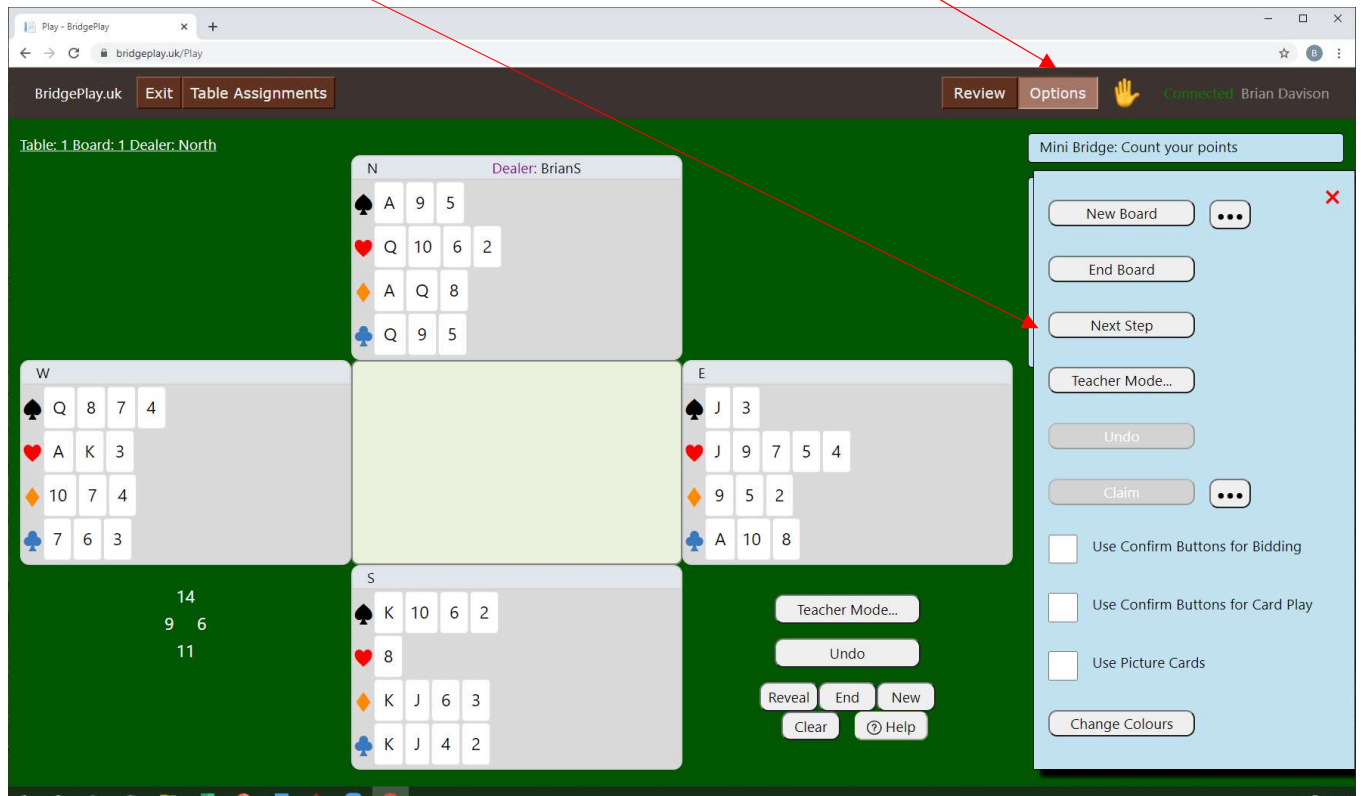 Play - BridgePlay
bridgeplay.uk/Play
B
BridgePlay.uk Exit Table Assignments Review Options Connected Brian Davison
Table: 1 Board: 1 Dealer: North
Mini Bridge: Count your points
N Dealer: BrianS
A 9 5
Q 10 6 2
A Q 8
Q 9 5
W
Q 8 7 4
A K 3
10 7 4
7 6 3
E
J 3
J 9 7 5 4
9 5 2
A 10 8
S
K 10 6 2
8
K J 6 3
K J 4 2
14
9 6
11
Teacher Mode...
Undo
Reveal End New
Clear ? Help
New Board
End Board
Next Step
Teacher Mode...
Undo
Claim
Use Confirm Buttons for Bidding
Use Confirm Buttons for Card Play
Use Picture Cards
Change Colours